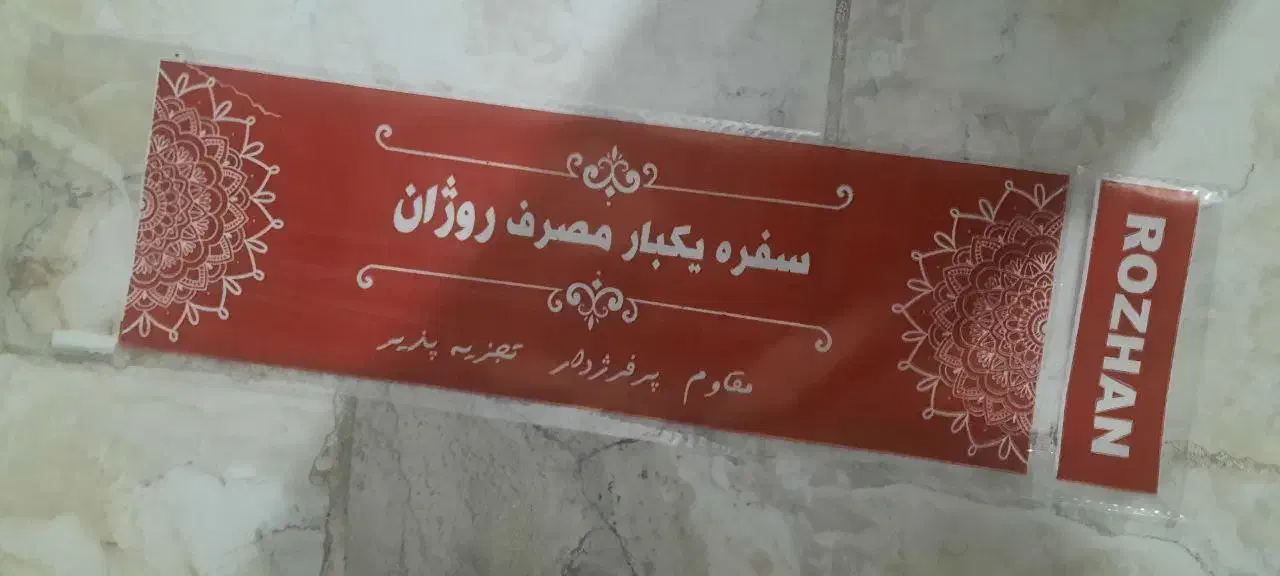 سفره یکبار مصرف روژان
مقاوم پرفرژدار تجزیه پذیر
ROZHAN